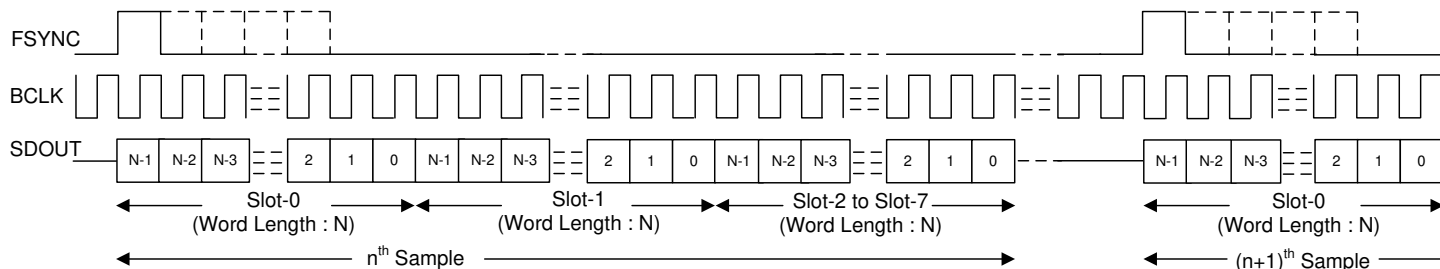 FSYNC
BCLK
SDOUT
N-1 N-2 N-3 2 1 0 N-1 N-2 N-3 2 1 0 N-1 N-2 N-3 2 1 0 N-1 N-2 N-3 2 1 0
Slot-0 Slot-1 Slot-2 to Slot-7 Slot-0
(Word Length : N) (Word Length : N) (Word Length : N) (Word Length : N)
nth Sample (n+1)th Sample